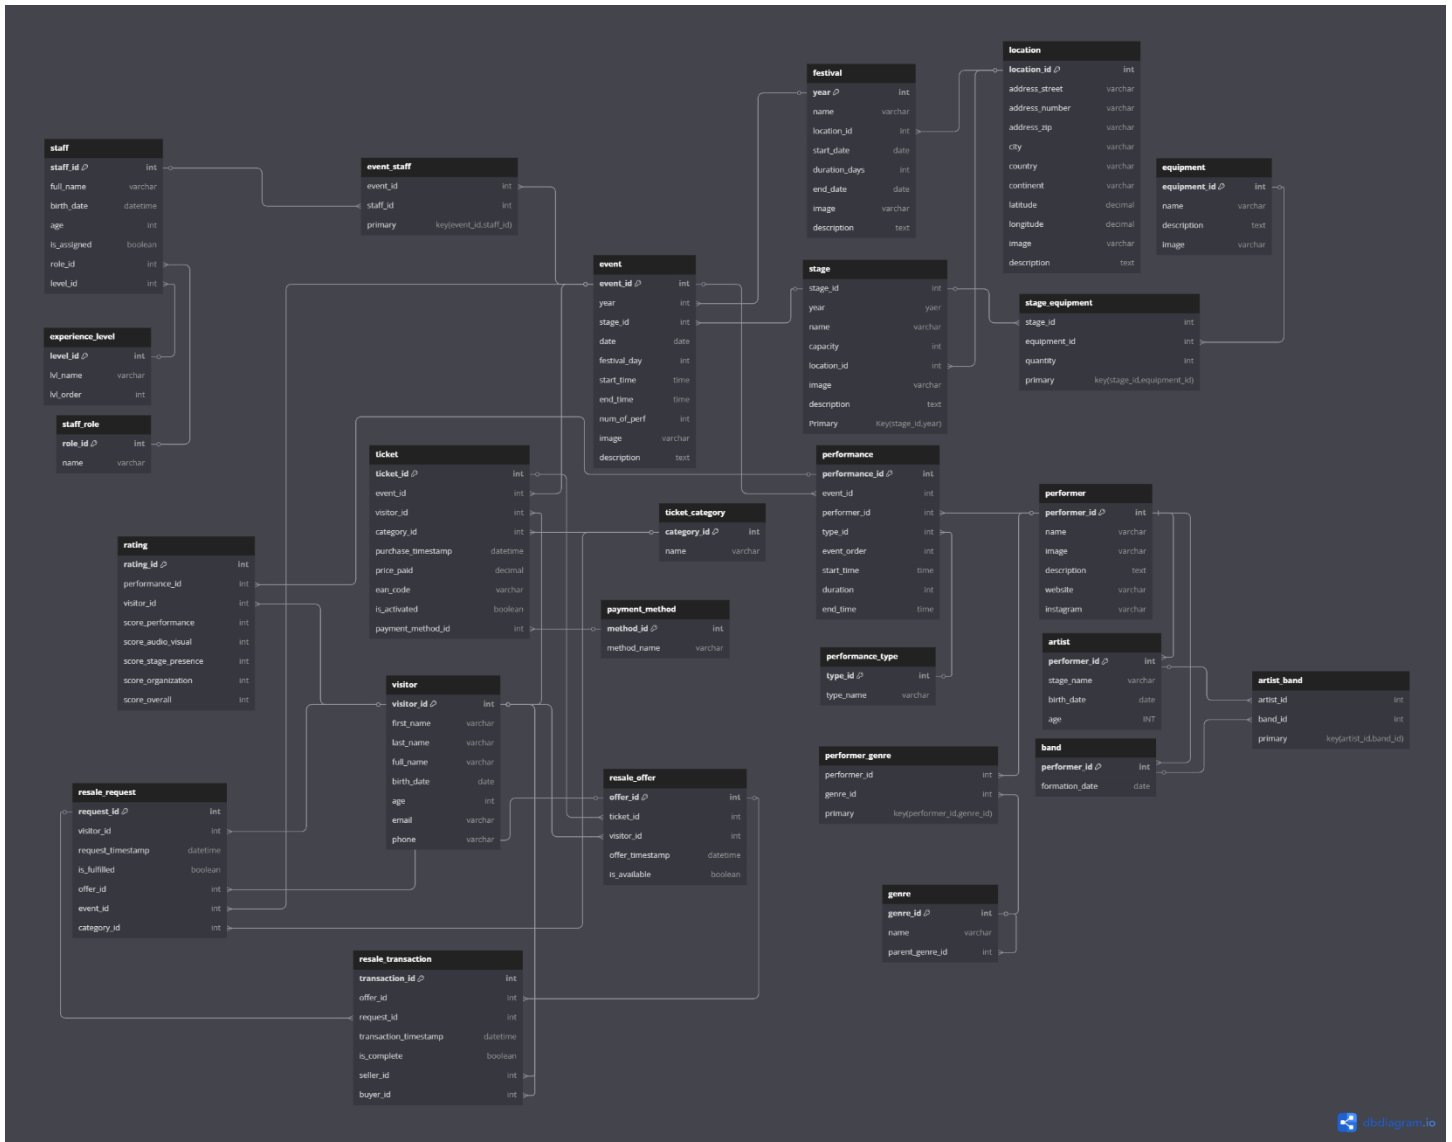 location
location_id int
address_street varchar
address_number varchar
address_zip varchar
city varchar
country varchar
continent varchar
latitude decimal
longitude decimal
image varchar
description text
festival
year int
name varchar
location_id int
start_date date
duration_days int
end_date date
image varchar
description text
staff
staff_id int
full_name varchar
birth_date datetime
age int
is_assigned boolean
role_id int
level_id int
event_staff
event_id int
staff_id int
primary key(event_id,staff_id)
equipment
equipment_id int
name varchar
description text
image varchar
event
event_id int
year int
stage_id int
date date
festival_day int
start_time time
end_time time
num_of_perf int
image varchar
description text
stage
stage_id int
year yaer
name varchar
capacity int
location_id int
image varchar
description text
Primary Key(stage_id,year)
stage_equipment
stage_id int
equipment_id int
quantity int
primary key(stage_id,equipment_id)
experience_level
level_id int
lvl_name varchar
lvl_order int
staff_role
role_id int
name varchar
ticket
ticket_id int
event_id int
visitor_id int
category_id int
purchase_timestamp datetime
price_paid decimal
ean_code varchar
is_activated boolean
payment_method_id int
performance
performance_id int
event_id int
performer_id int
type_id int
event_order int
start_time time
duration int
end_time time
performer
performer_id int
name varchar
image varchar
description text
website varchar
instagram varchar
ticket_category
category_id int
name varchar
rating
rating_id int
performance_id int
visitor_id int
score_performance int
score_audio_visual int
score_stage_presence int
score_organization int
score_overall int
payment_method
method_id int
method_name varchar
artist
performer_id int
stage_name varchar
birth_date date
age INT
performance_type
type_id int
type_name varchar
artist_band
artist_id int
band_id int
primary key(artist_id,band_id)
visitor
visitor_id int
first_name varchar
last_name varchar
full_name varchar
birth_date date
age int
email varchar
phone varchar
band
performer_id int
formation_date date
performer_genre
performer_id int
genre_id int
primary key(performer_id,genre_id)
resale_offer
offer_id int
ticket_id int
visitor_id int
offer_timestamp datetime
is_available boolean
resale_request
request_id int
visitor_id int
request_timestamp datetime
is_fulfilled boolean
offer_id int
event_id int
category_id int
genre
genre_id int
name varchar
parent_genre_id int
resale_transaction
transaction_id int
offer_id int
request_id int
transaction_timestamp datetime
is_complete boolean
seller_id int
buyer_id int
dbdiagram.io